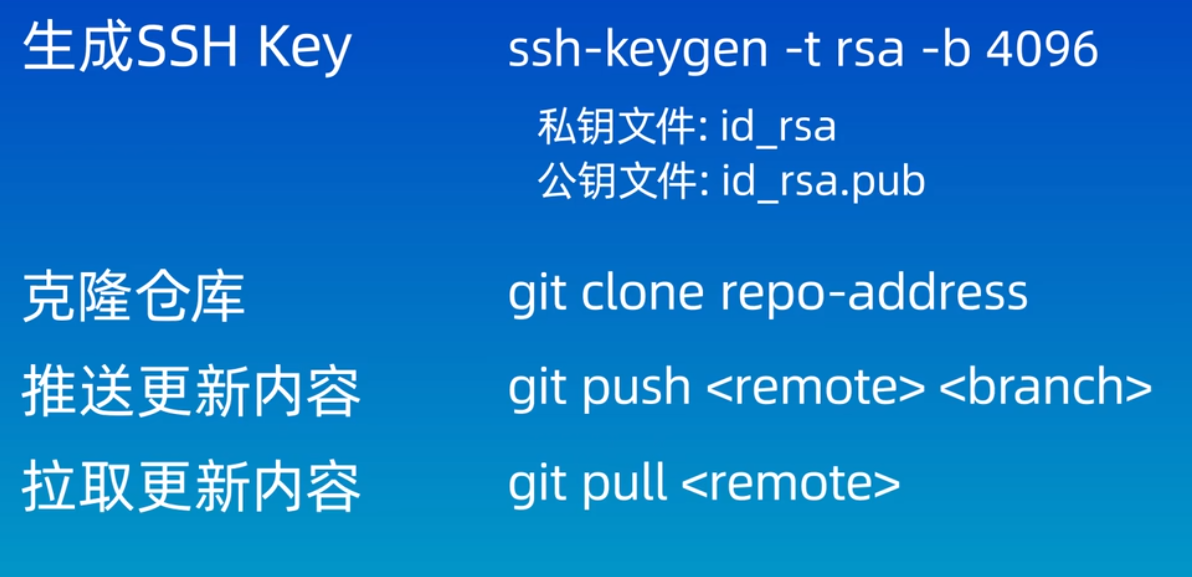 生成SSH Key ssh-keygen -t rsa -b 4096
私钥文件: id_rsa
公钥文件: id_rsa.pub
克隆仓库 git clone repo-address
推送更新内容 git push <remote> <branch>
拉取更新内容 git pull <remote>